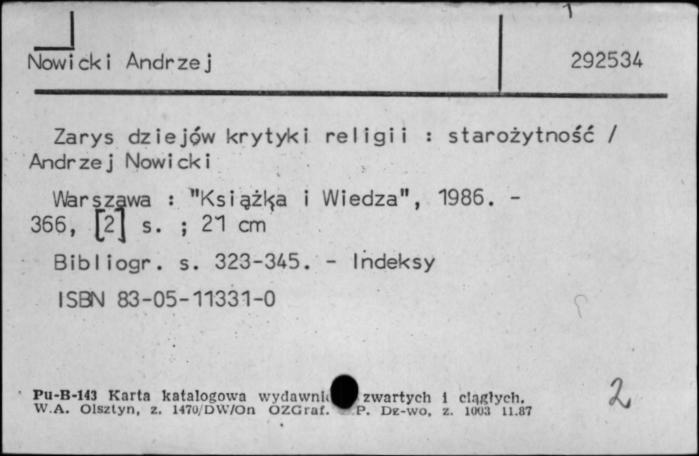 Nowicki Andrzej 292534
Zarys dziejów krytyki religii : starożytność /
Andrzej Nowicki
Warszawa : "Książka i Wiedza", 1986. -
366, [2] s. ; 21 cm
Bibliogr. s. 323-345. - Indeksy
ISBN 83-05-11331-0
2
Pu-B-143 Karta katalogowa zwartych i ciągłych.
W.A. Olsztyn, z. 1470/DW/On OZGraf. P. Dz-wo, z. 1003 11.87